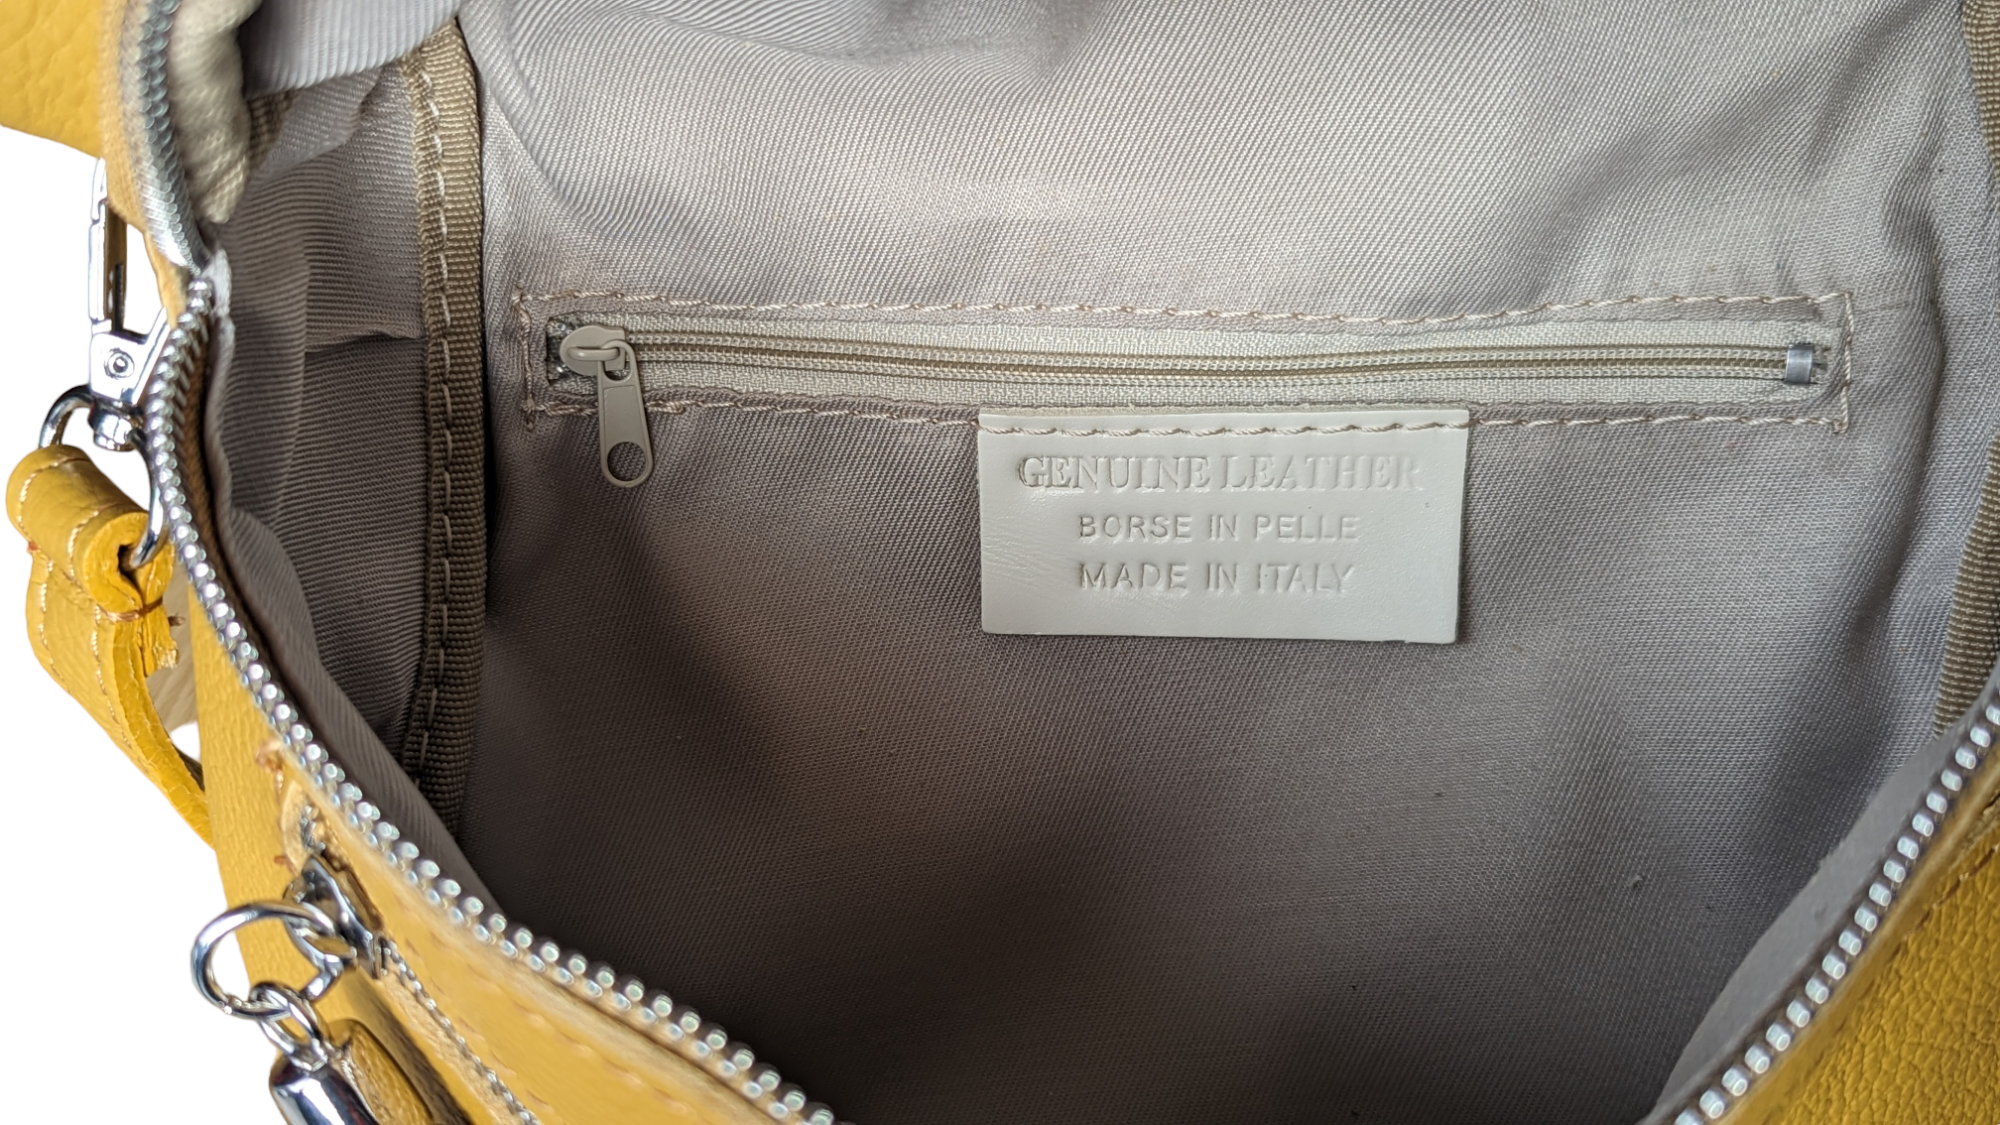 GENUINE LEATHER
BORSE IN PELLE
MADE IN ITALY